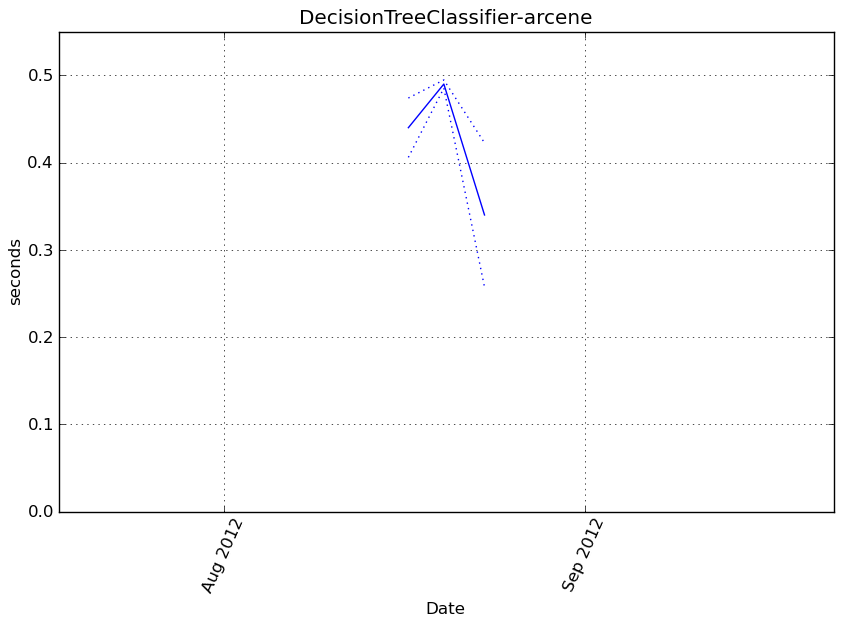 DecisionTreeClassifier-arcene
0.5
0.4
0.3
0.2
0.1
0.0
seconds
Aug 2012
Sep 2012
Date